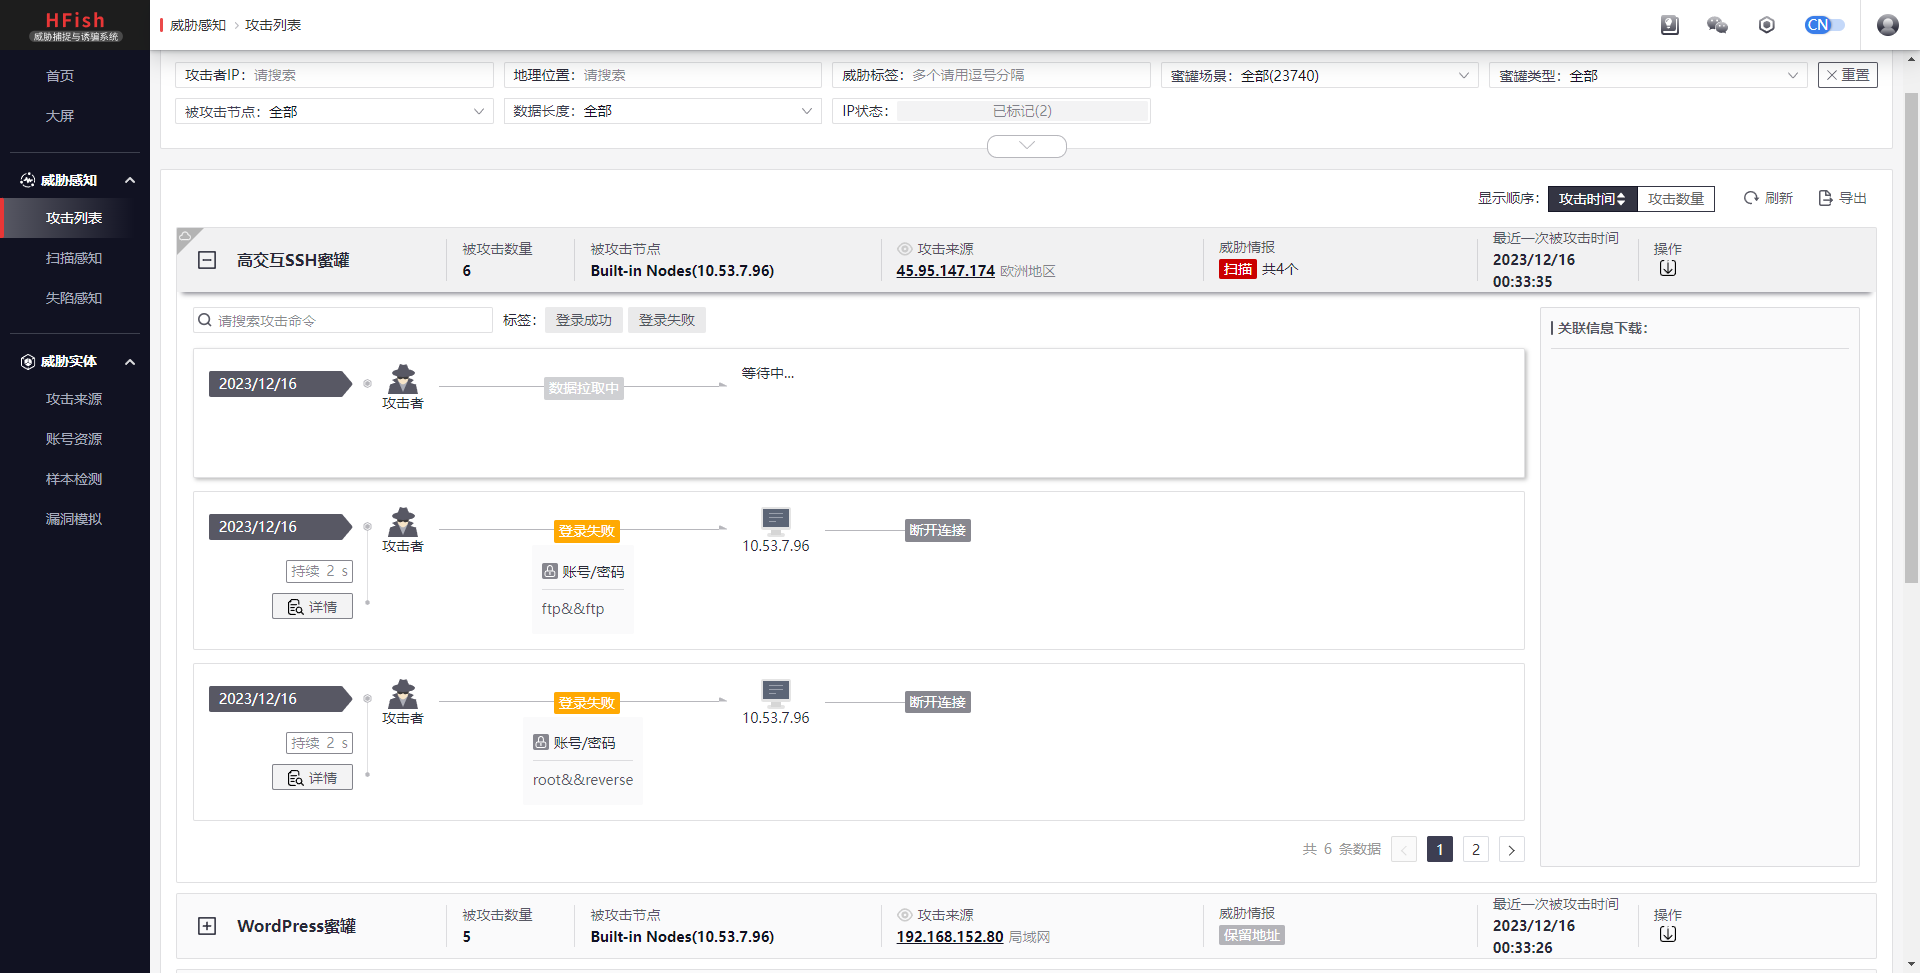 HFish
威胁捕捉与诱骗系统
威胁感知 > 攻击列表
CN
首页
大屏
威胁感知
攻击列表
扫描感知
失陷感知
威胁实体
攻击来源
账号资源
样本检测
漏洞模拟
攻击者IP: 请搜索
地理位置: 请搜索
威胁标签: 多个请用逗号分隔
蜜罐场景: 全部(23740)
蜜罐类型: 全部
重置
被攻击节点: 全部
数据长度: 全部
IP状态: 已标记(2)
显示顺序: 攻击时间 攻击数量 刷新 导出
高交互SSH蜜罐
被攻击数量
6
被攻击节点
Built-in Nodes(10.53.7.96)
攻击来源
45.95.147.174 欧洲地区
威胁情报
扫描 共4个
最近一次被攻击时间
2023/12/16
00:33:35
操作
请搜索攻击命令
标签: 登录成功 登录失败
关联信息下载:
2023/12/16
攻击者
数据拉取中
等待中...
2023/12/16
持续 2 s
详情
攻击者
登录失败
账号/密码
ftp&&ftp
10.53.7.96
断开连接
2023/12/16
持续 2 s
详情
攻击者
登录失败
账号/密码
root&&reverse
10.53.7.96
断开连接
共 6 条数据 < 1 2 >
WordPress蜜罐
被攻击数量
5
被攻击节点
Built-in Nodes(10.53.7.96)
攻击来源
192.168.152.80 局域网
威胁情报
保留地址
最近一次被攻击时间
2023/12/16
00:33:26
操作